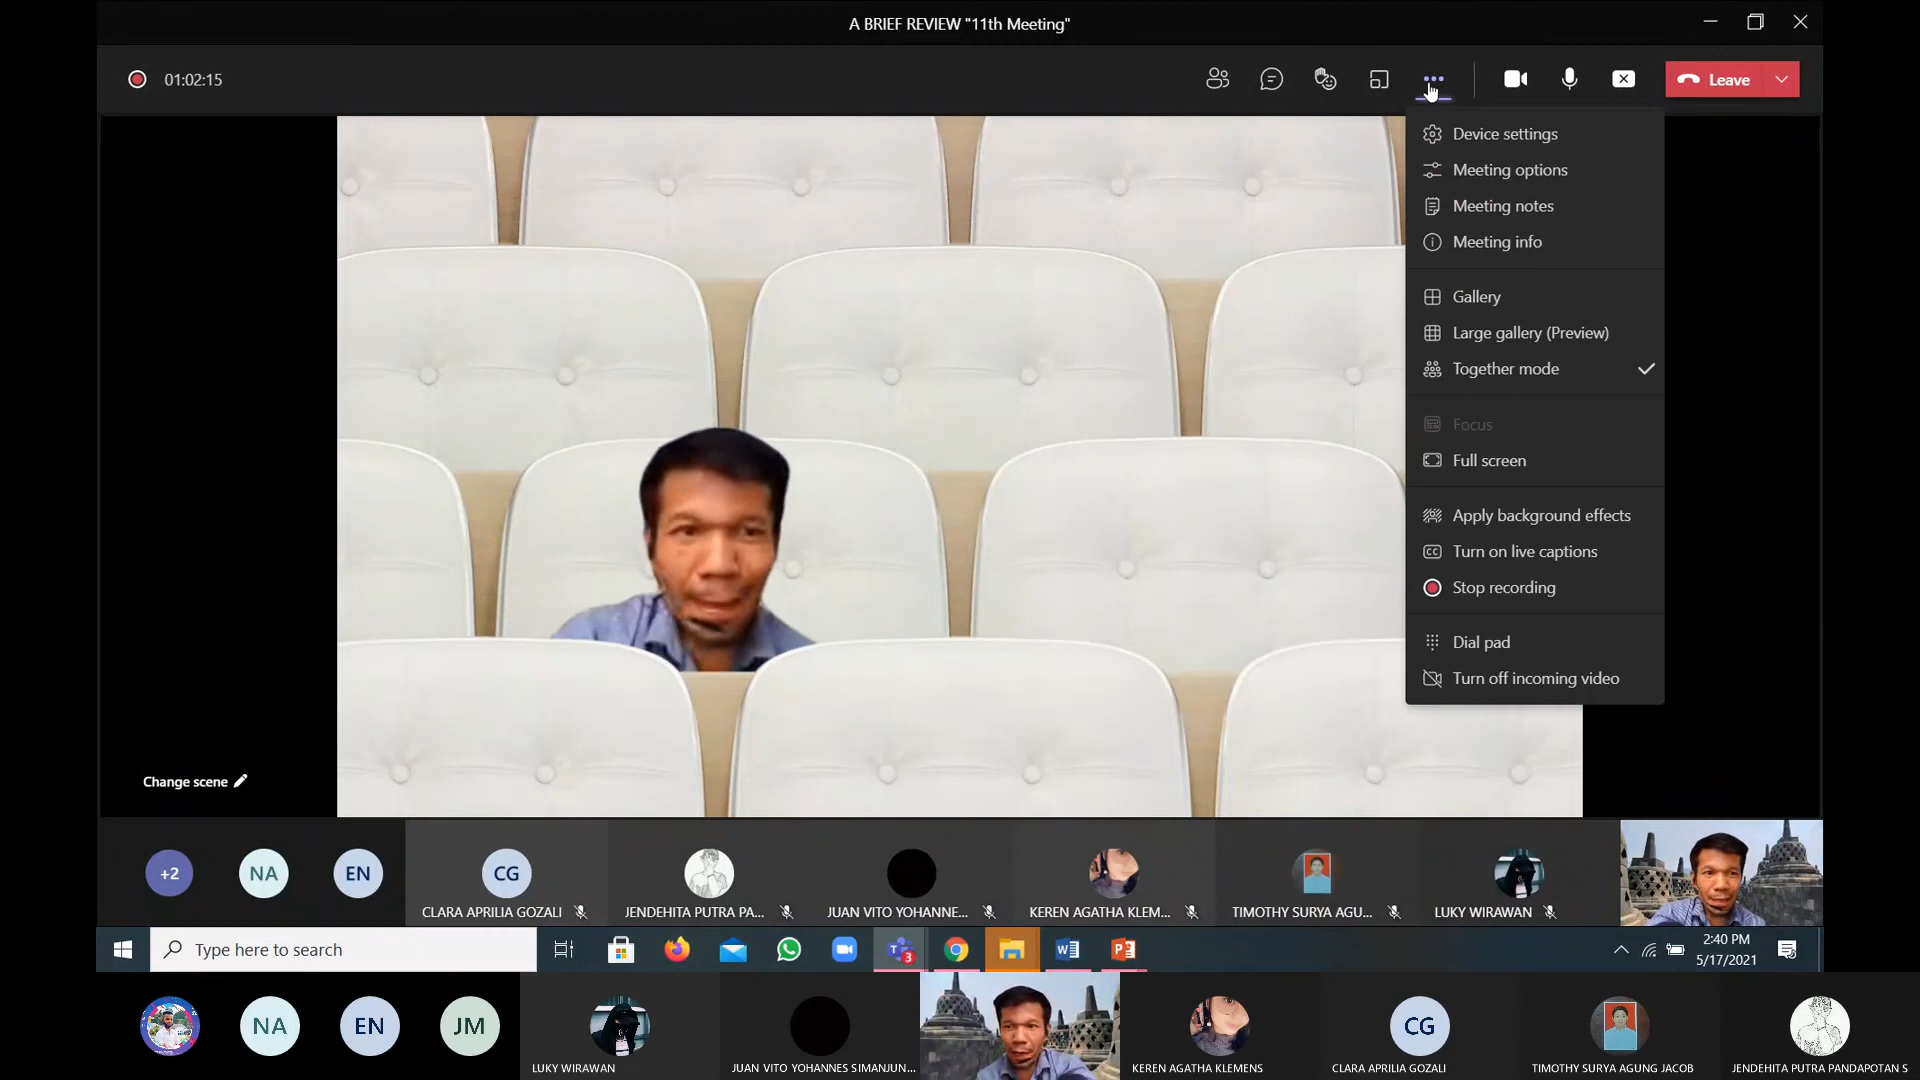 A BRIEF REVIEW "11th Meeting"
01:02:15
Leave
Device settings
Meeting options
Meeting notes
Meeting info
Gallery
Large gallery (Preview)
Together mode
Focus
Full screen
Apply background effects
Turn on live captions
Stop recording
Dial pad
Turn off incoming video
Change scene
+2
NA
EN
CG
CLARA APRILIA GOZALI
JENDEHITA PUTRA PA...
JUAN VITO YOHANNE...
KEREN AGATHA KLEM...
TIMOTHY SURYA AGU...
LUKY WIRAWAN
Type here to search
3
2:40 PM
5/17/2021
NA
EN
JM
LUKY WIRAWAN
JUAN VITO YOHANNES SIMANJUN...
KEREN AGATHA KLEMENS
CG
CLARA APRILIA GOZALI
TIMOTHY SURYA AGUNG JACOB
JENDEHITA PUTRA PANDAPOTAN S